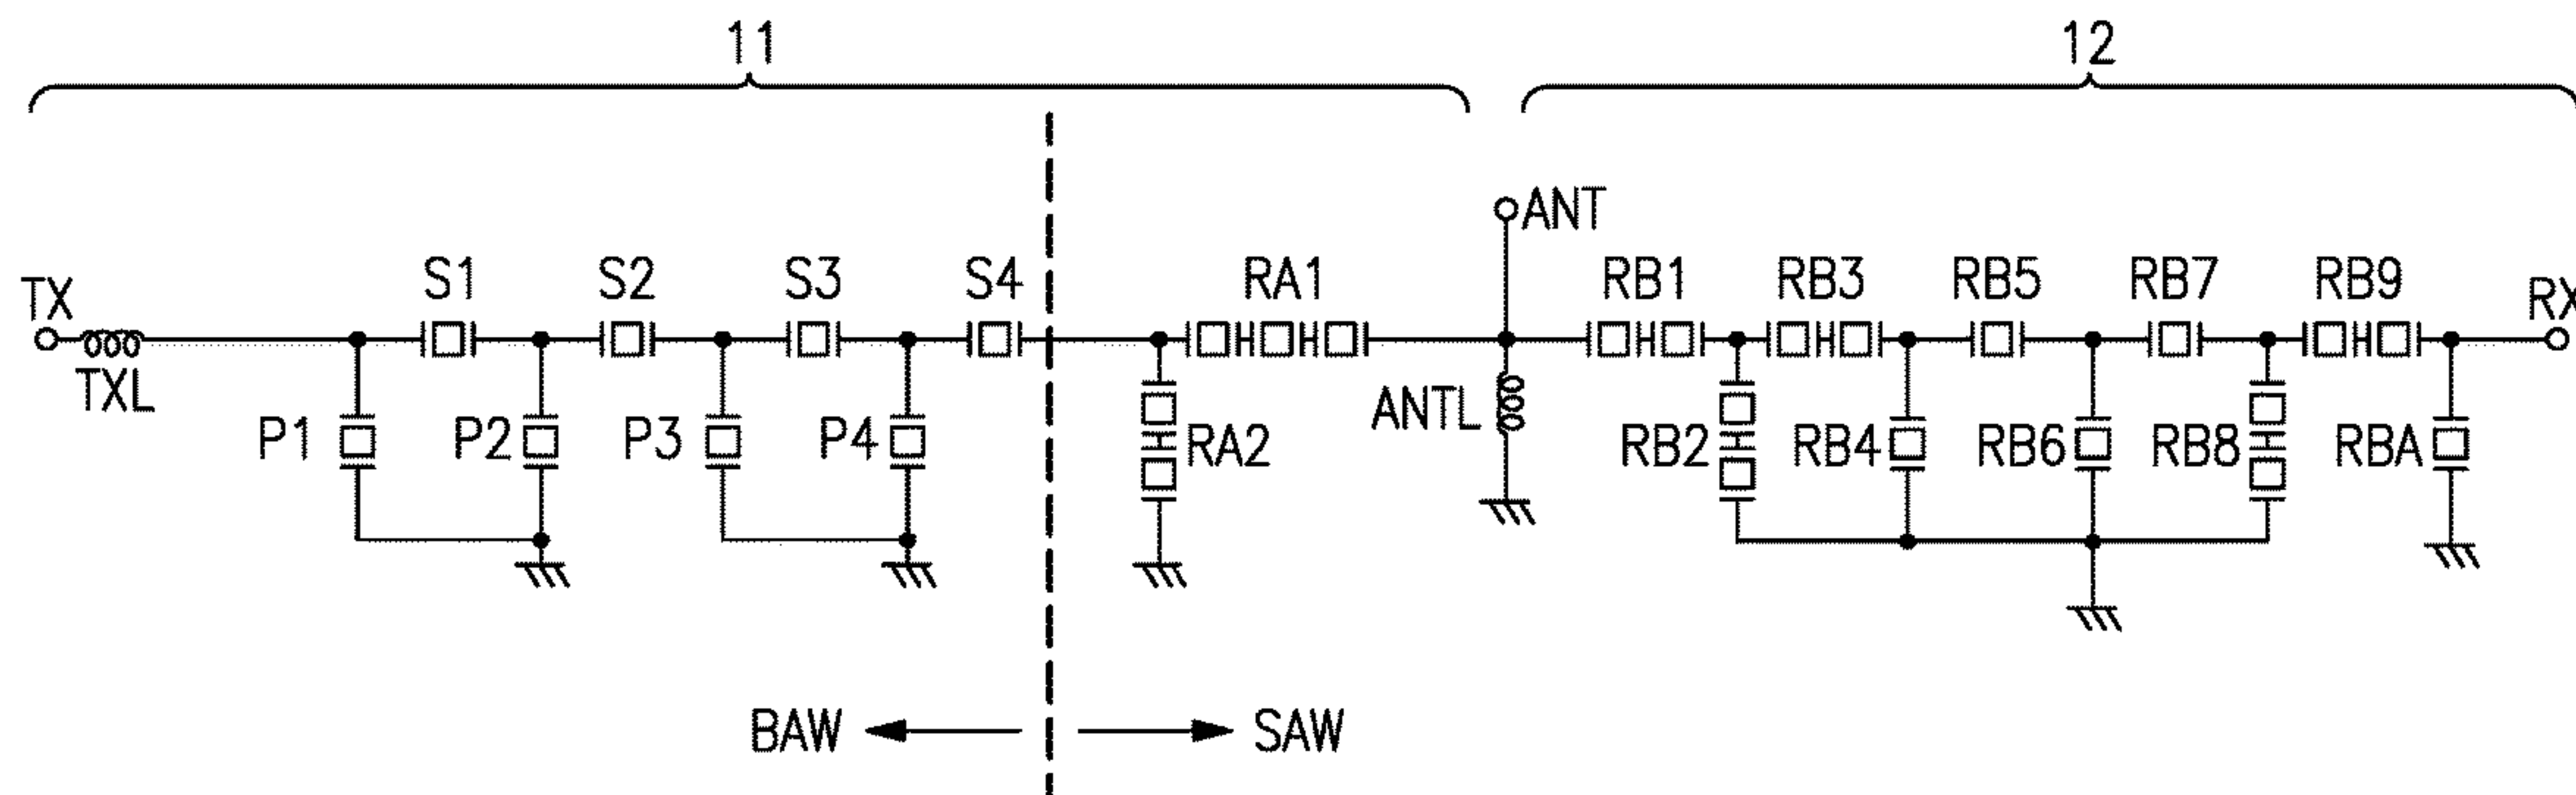 11 12
ANT
TX S1 S2 S3 S4 RA1 RB1 RB3 RB5 RB7 RB9 RX
TXL ANTL
P1 P2 P3 P4 RA2 RB2 RB4 RB6 RB8 RBA
BAW SAW